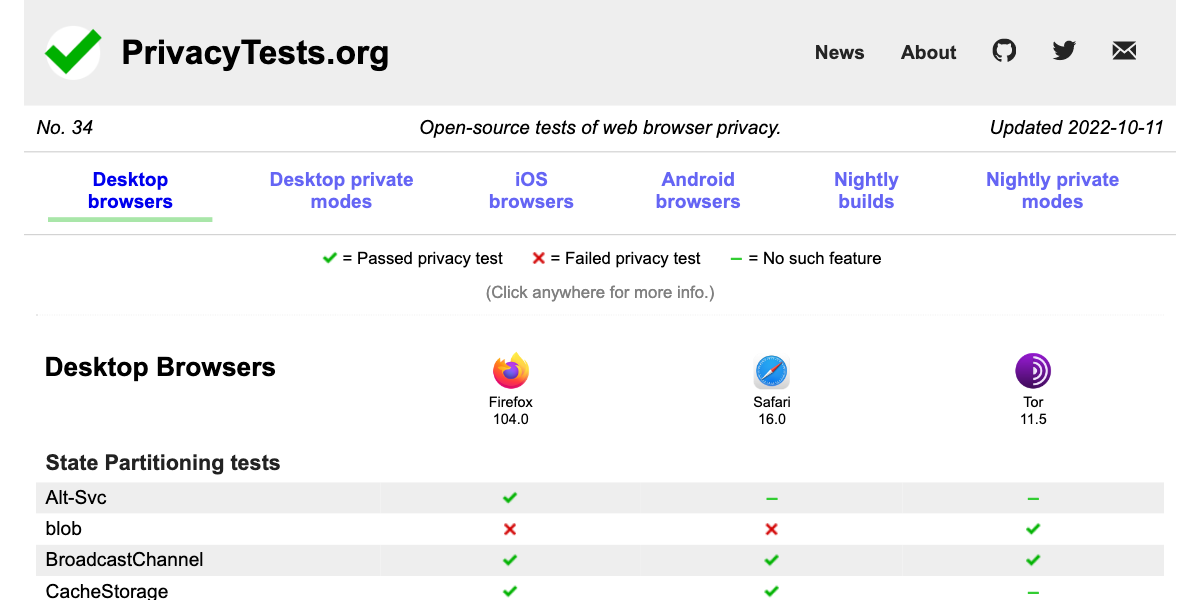 PrivacyTests.org
News About
No. 34 Open-source tests of web browser privacy. Updated 2022-10-11
Desktop browsers Desktop private modes iOS browsers Android browsers Nightly builds Nightly private modes
✔ = Passed privacy test ✖ = Failed privacy test – = No such feature
(Click anywhere for more info.)
Desktop Browsers
Firefox 104.0 Safari 16.0 Tor 11.5
State Partitioning tests
Alt-Svc
blob
BroadcastChannel
CacheStorage